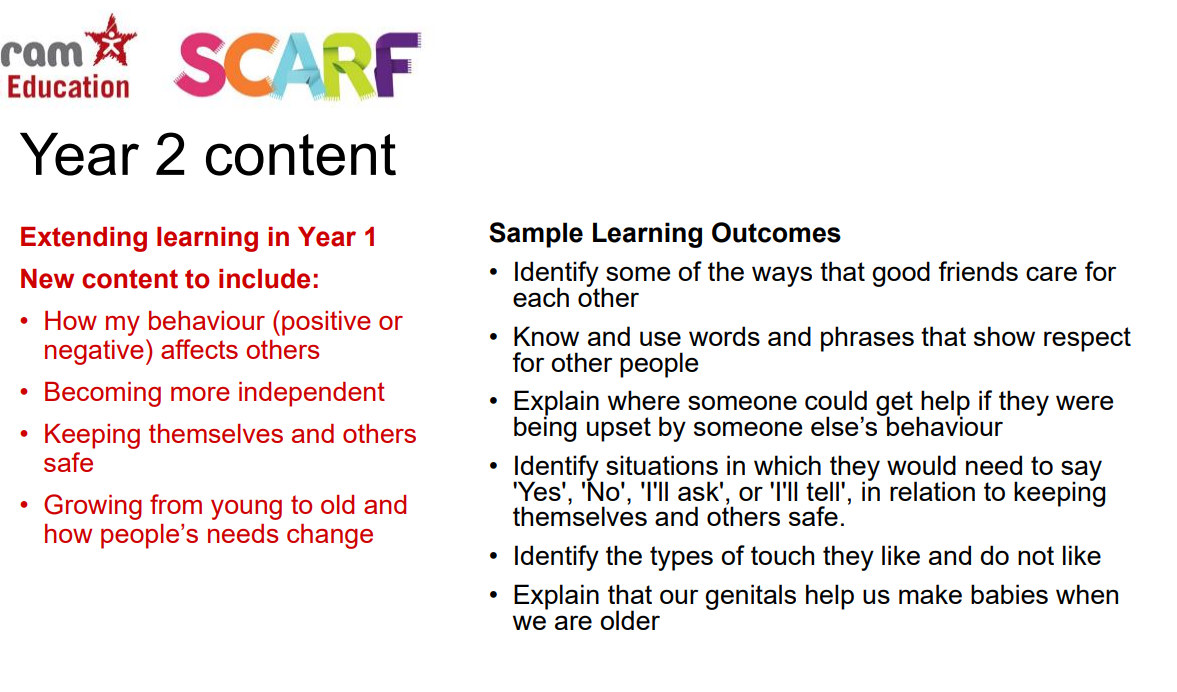 ram
Education
SCARF
Year 2 content
Extending learning in Year 1
New content to include:
• How my behaviour (positive or
negative) affects others
• Becoming more independent
• Keeping themselves and others
safe
• Growing from young to old and
how people’s needs change
Sample Learning Outcomes
• Identify some of the ways that good friends care for
each other
• Know and use words and phrases that show respect
for other people
• Explain where someone could get help if they were
being upset by someone else’s behaviour
• Identify situations in which they would need to say
'Yes', 'No', 'I'll ask', or 'I'll tell', in relation to keeping
themselves and others safe.
• Identify the types of touch they like and do not like
• Explain that our genitals help us make babies when
we are older